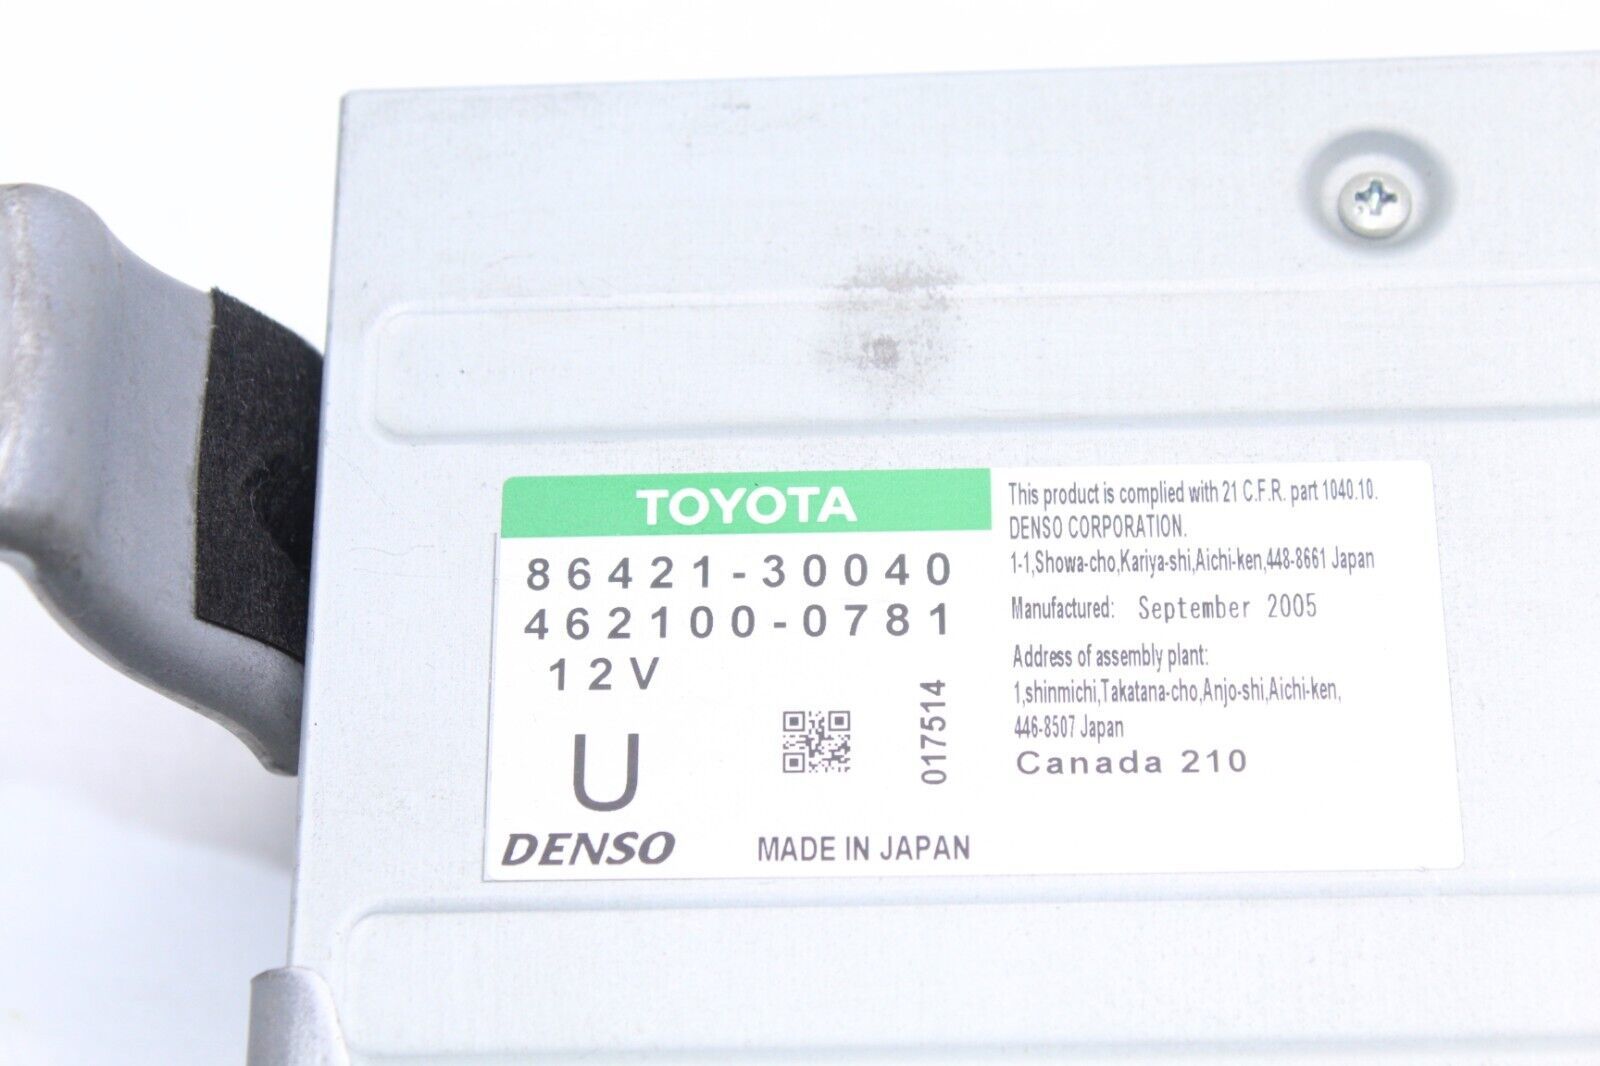 TOYOTA
86421-30040
462100-0781
12V
U
017514
DENSO
MADE IN JAPAN
This product is complied with 21 C.F.R. part 1040.10.
DENSO CORPORATION.
1-1,Showa-cho,Kariya-shi,Aichi-ken,448-8661 Japan
Manufactured: September 2005
Address of assembly plant:
1,shinmichi,Takatana-cho,Anjo-shi,Aichi-ken,
446-8507 Japan
Canada 210